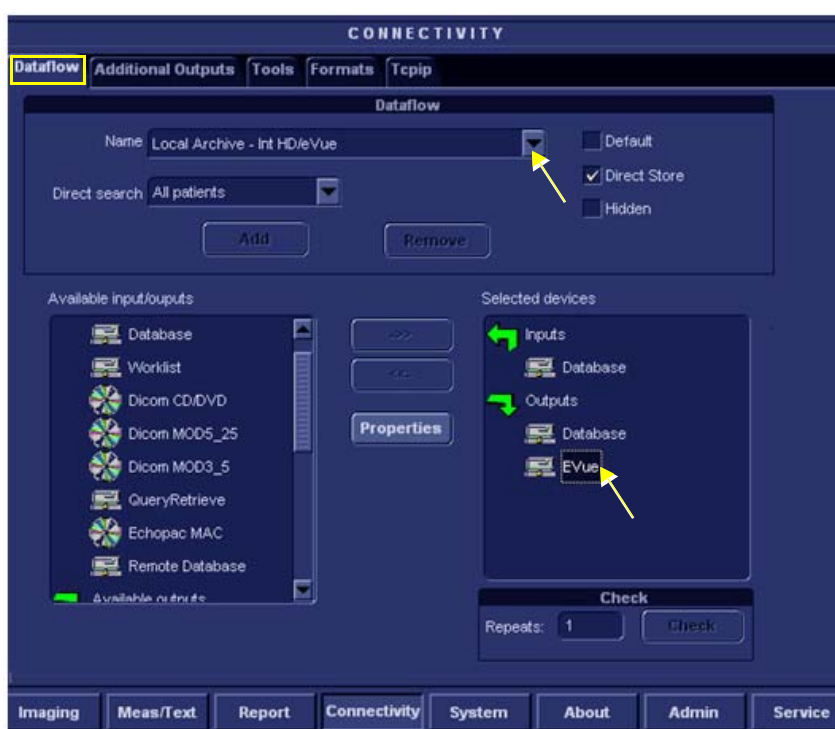 CONNECTIVITY
Dataflow Additional Outputs Tools Formats Tcpip
Dataflow
Name Local Archive - Int HD/eVue
Default
Direct Store
Hidden
Direct search All patients
Add Remove
Available input/ouputs
Database
Worklist
Dicom CD/DVD
Dicom MOD5_25
Dicom MOD3_5
QueryRetrieve
Echopac MAC
Remote Database
Available outputs
->>
<<-
Properties
Selected devices
Inputs
Database
Outputs
Database
EVue
Check
Repeats: 1 Check
Imaging Meas/Text Report Connectivity System About Admin Service